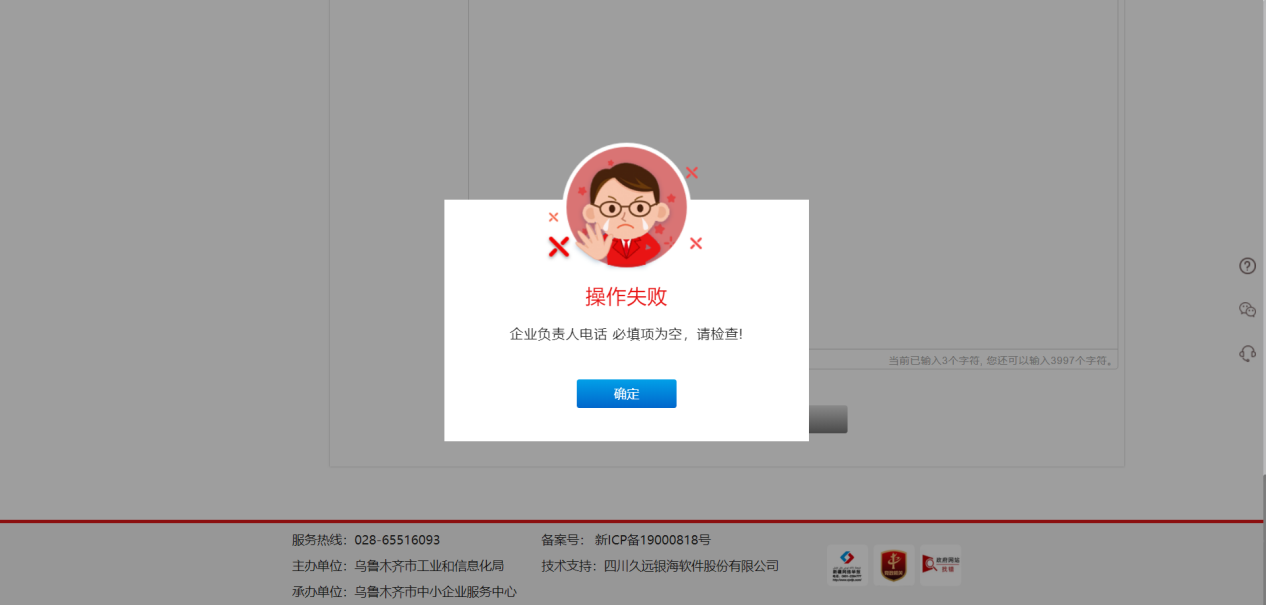 操作失败
企业负责人电话 必填项为空，请检查!
当前已输入3个字符, 您还可以输入3997个字符。
确定
服务热线：028-65516093
备案号： 新ICP备19000818号
主办单位：乌鲁木齐市工业和信息化局
技术支持：四川久远银海软件股份有限公司
承办单位：乌鲁木齐市中小企业服务中心
政府网站
找错